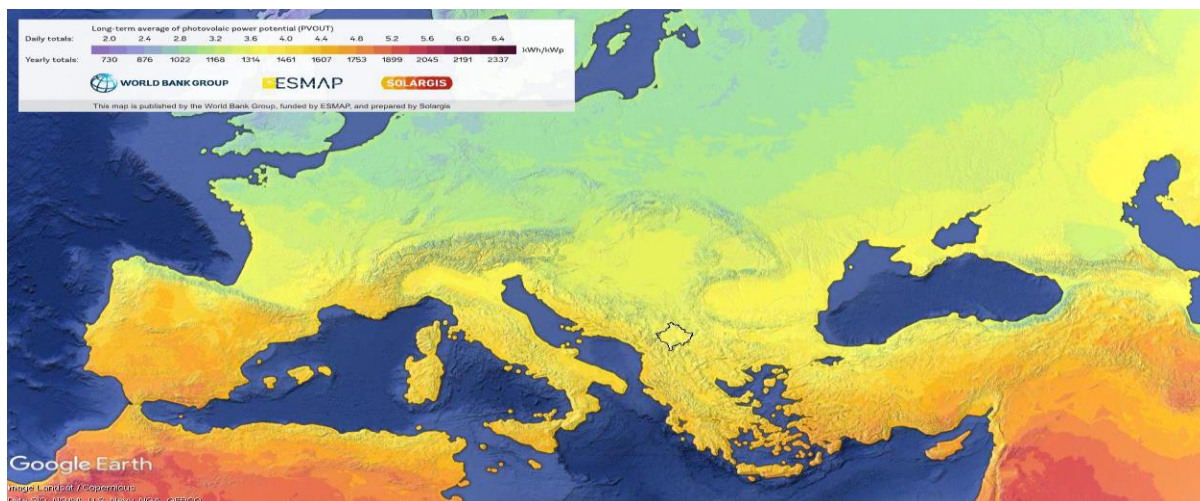 Long-term average of photovolaic power potential (PVOUT)
Daily totals: 2.0 2.4 2.8 3.2 3.6 4.0 4.4 4.8 5.2 5.6 6.0 6.4
kWh/kWp
Yearly totals: 730 876 1022 1168 1314 1461 1607 1753 1899 2045 2191 2337
WORLD BANK GROUP ESMAP SOLARGIS
This map is published by the World Bank Group, funded by ESMAP, and prepared by Solargis
Google Earth
Image Landsat / Copernicus